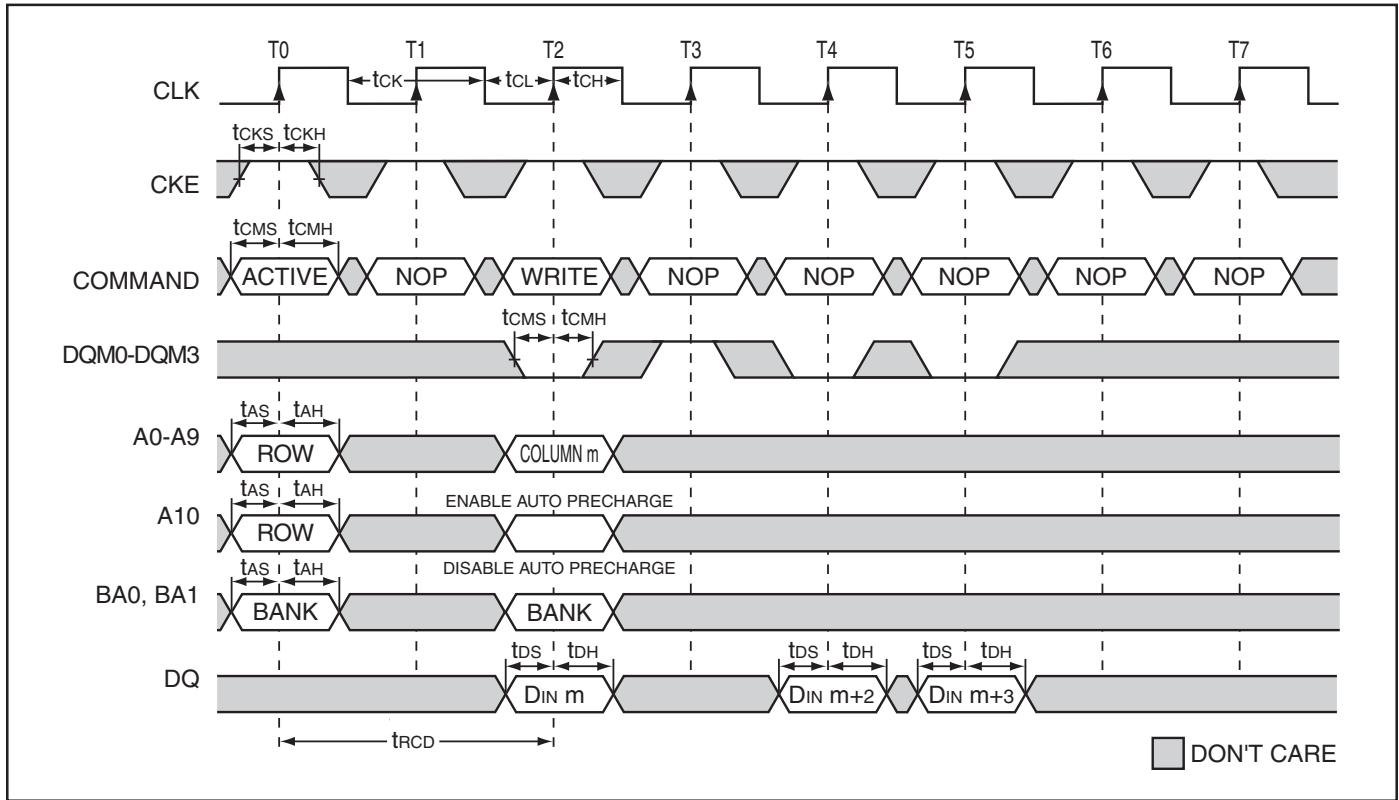 T0 T1 T2 T3 T4 T5 T6 T7
CLK tCK tCL tCH
tCKS tCKH
CKE
tCMS tCMH
COMMAND ACTIVE NOP WRITE NOP NOP NOP NOP NOP
tCMS tCMH
DQM0-DQM3
tAS tAH
A0-A9 ROW COLUMN m
tAS tAH ENABLE AUTO PRECHARGE
A10 ROW
tAS tAH DISABLE AUTO PRECHARGE
BA0, BA1 BANK BANK
tDS tDH tDS tDH tDS tDH
DQ DIN m DIN m+2 DIN m+3
tRCD
DON'T CARE